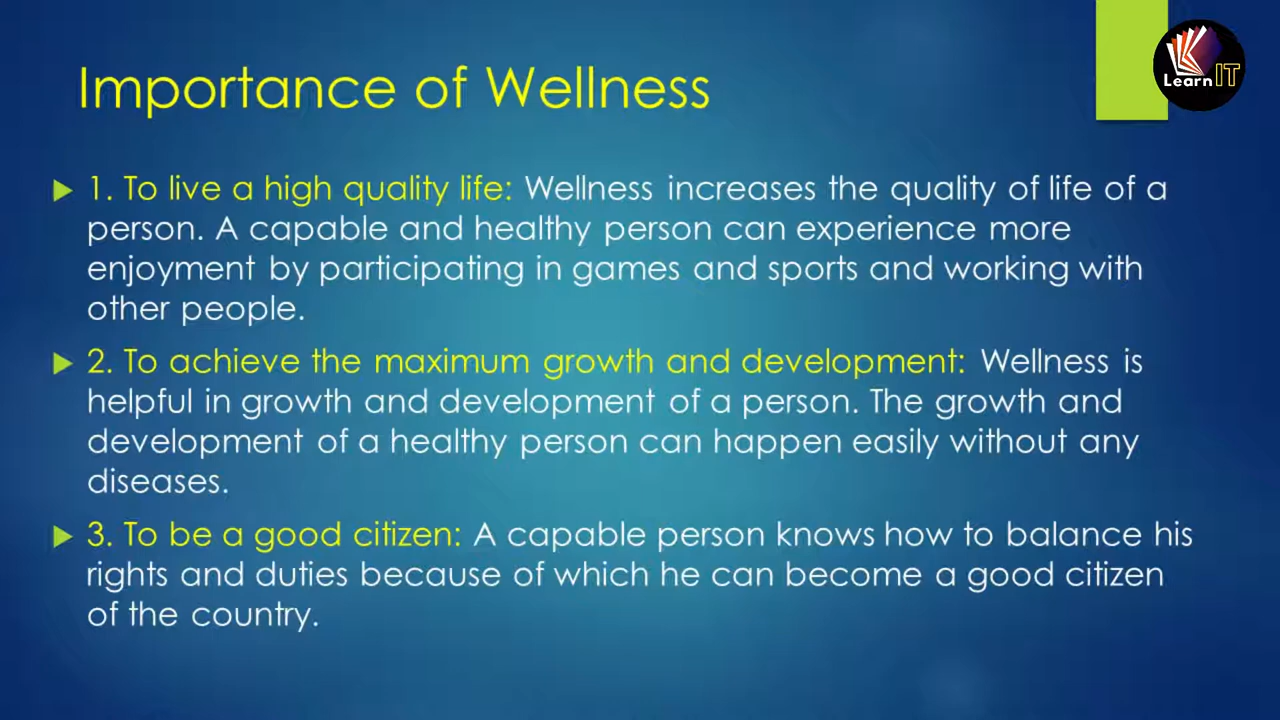 Importance of Wellness
Learn IT
1. To live a high quality life: Wellness increases the quality of life of a
person. A capable and healthy person can experience more
enjoyment by participating in games and sports and working with
other people.
2. To achieve the maximum growth and development: Wellness is
helpful in growth and development of a person. The growth and
development of a healthy person can happen easily without any
diseases.
3. To be a good citizen: A capable person knows how to balance his
rights and duties because of which he can become a good citizen
of the country.